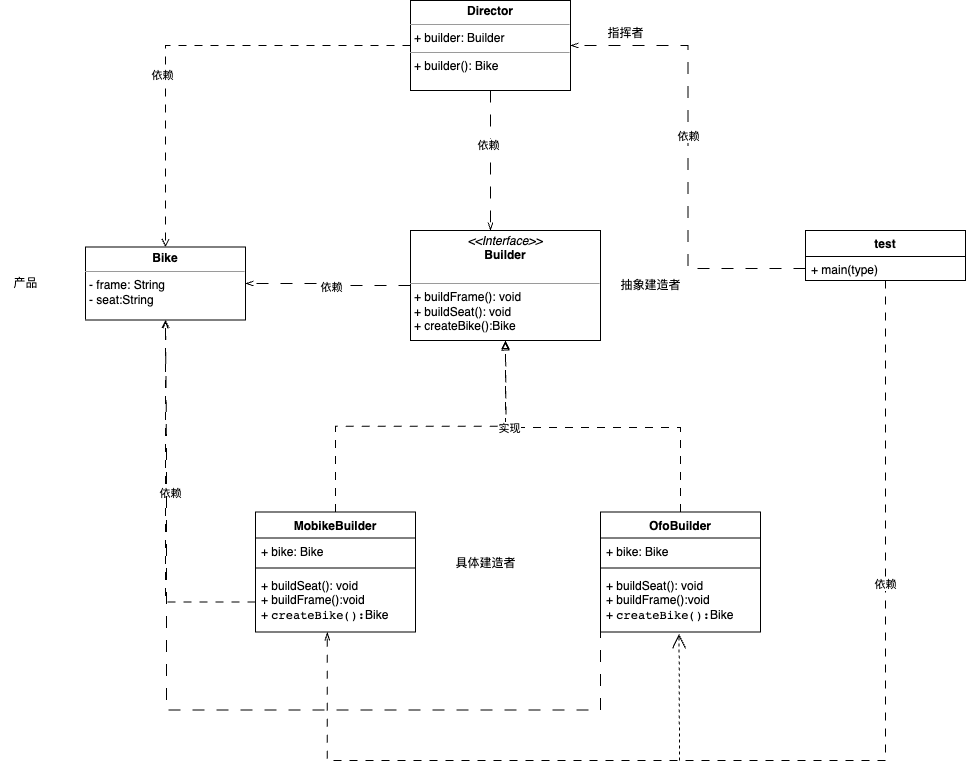 Director
+ builder: Builder
+ builder(): Bike
指挥者
依赖
依赖
依赖
<<Interface>>
Builder
+ buildFrame(): void
+ buildSeat(): void
+ createBike():Bike
抽象建造者
test
+ main(type)
产品
Bike
- frame: String
- seat:String
依赖
实现
依赖
MobikeBuilder
+ bike: Bike
+ buildSeat(): void
+ buildFrame():void
+ createBike():Bike
具体建造者
OfoBuilder
+ bike: Bike
+ buildSeat(): void
+ buildFrame():void
+ createBike():Bike
依赖